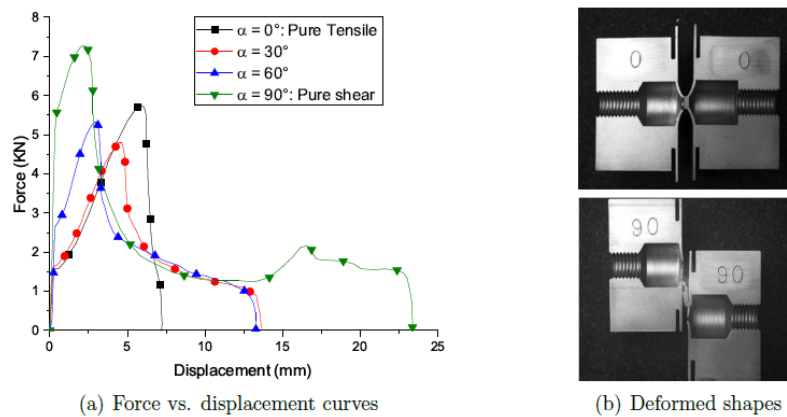 8
7
6
5
4
3
2
1
0
Force (KN)
α = 0°: Pure Tensile
α = 30°
α = 60°
α = 90°: Pure shear
0 5 10 15 20 25
Displacement (mm)
(a) Force vs. displacement curves
0 0
90
90
(b) Deformed shapes